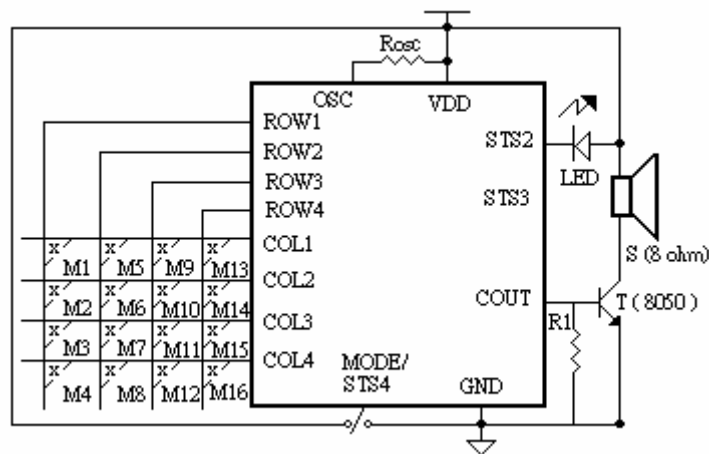 Rosc
OSC
VDD
ROW1
ROW2
ROW3
ROW4
STS2
LED
STS3
COL1
COL2
COL3
COL4
S (8 ohm)
COUT
T ( 8050 )
R1
MODE/
STS4
GND
x x x x
M1 M5 M9 M13
x x x x
M2 M6 M10 M14
x x x x
M3 M7 M11 M15
x x x x
M4 M8 M12 M16